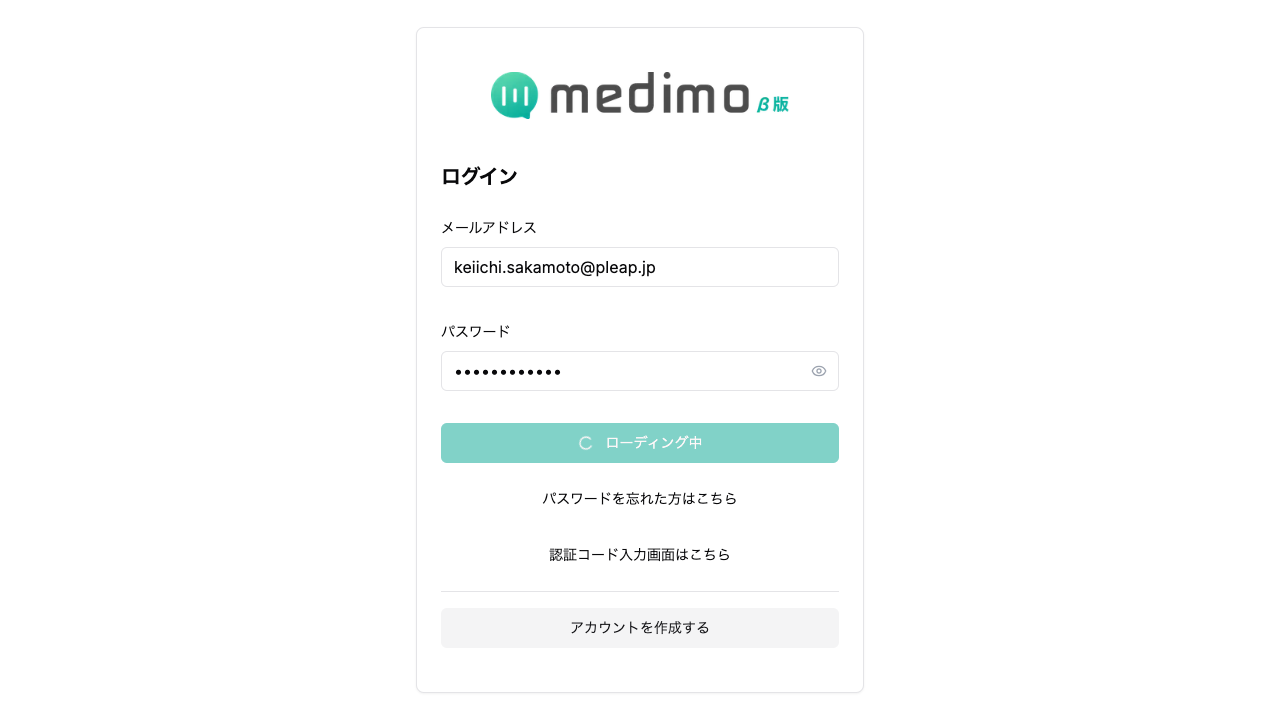 medimo β版
ログイン
メールアドレス
keiichi.sakamoto@pleap.jp
パスワード
••••••••••••
ローディング中
パスワードを忘れた方はこちら
認証コード入力画面はこちら
アカウントを作成する